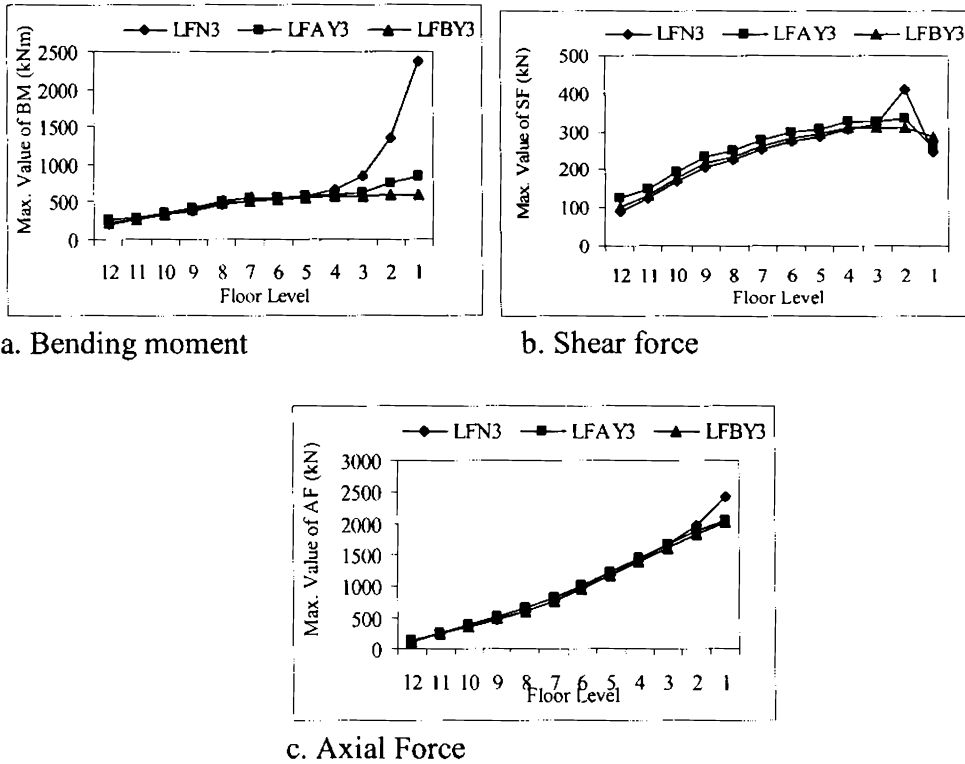 LFN3 LFAY3 LFBY3
Max. Value of BM (kNm)
2500
2000
1500
1000
500
0
12 11 10 9 8 7 6 5 4 3 2 1
Floor Level
a. Bending moment
LFN3 LFAY3 LFBY3
Max. Value of SF (kN)
500
400
300
200
100
0
12 11 10 9 8 7 6 5 4 3 2 1
Floor Level
b. Shear force
LFN3 LFAY3 LFBY3
Max. Value of AF (kN)
3000
2500
2000
1500
1000
500
0
12 11 10 9 8 7 6 5 4 3 2 1
Floor Level
c. Axial Force